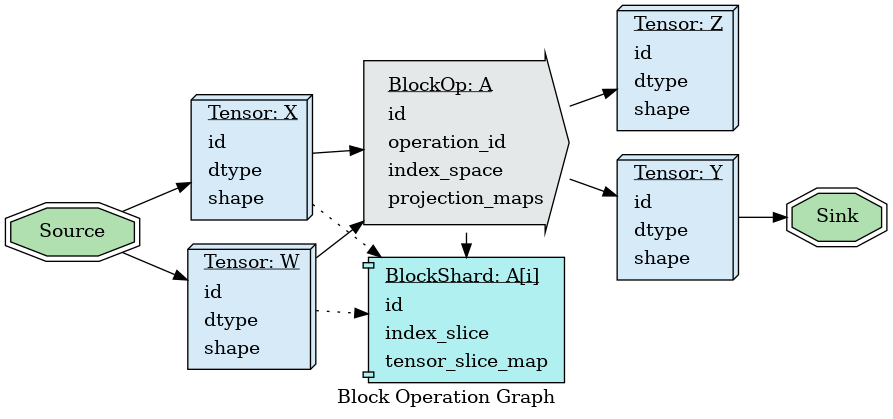 Source
Tensor: X
id
dtype
shape
Tensor: W
id
dtype
shape
BlockOp: A
id
operation_id
index_space
projection_maps
BlockShard: A[i]
id
index_slice
tensor_slice_map
Tensor: Z
id
dtype
shape
Tensor: Y
id
dtype
shape
Sink
Block Operation Graph